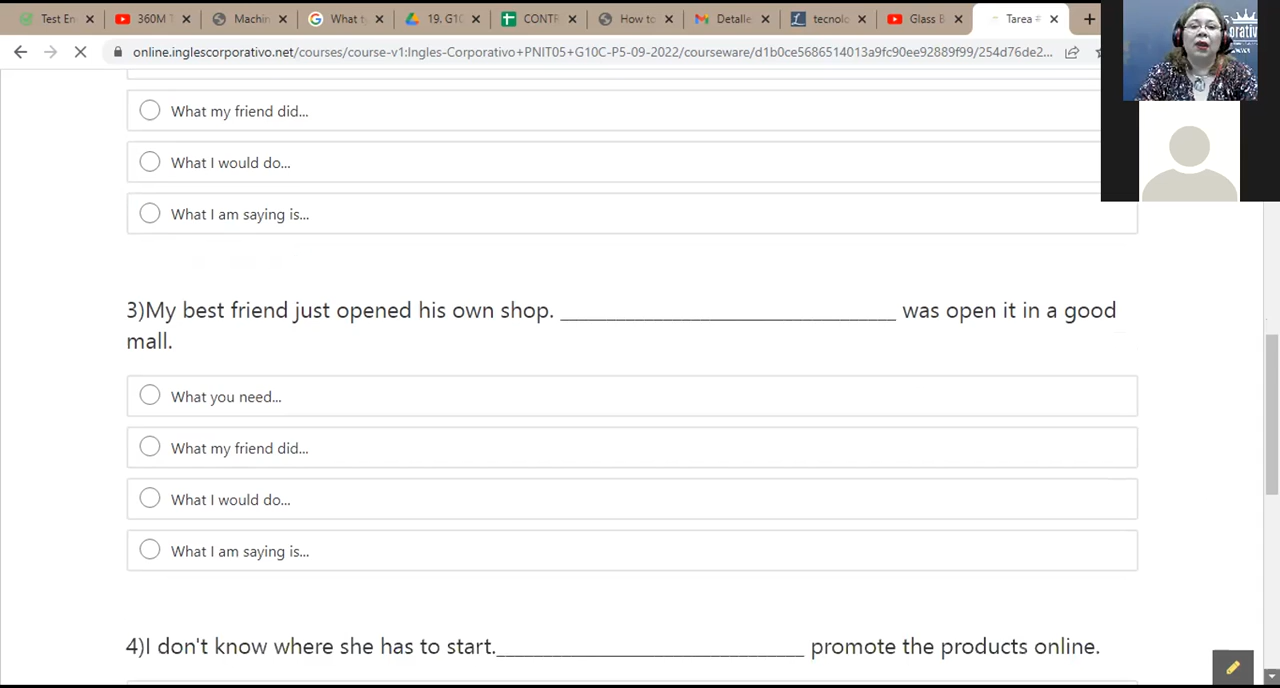 Test En
360M T
Machin
What t
19. G10
CONTR
How to
Detalle
tecnolo
Glass B
Tarea #
online.inglescorporativo.net/courses/course-v1:Ingles-Corporativo+PNITD5+G10C-P5-09-2022/courseware/d1b0ce5686514013a9fc90ee92889f99/254d76de2...
What my friend did...
What I would do...
What I am saying is...
3)My best friend just opened his own shop. ______________________________ was open it in a good
mall.
What you need...
What my friend did...
What I would do...
What I am saying is...
4)I don't know where she has to start.____________________________ promote the products online.